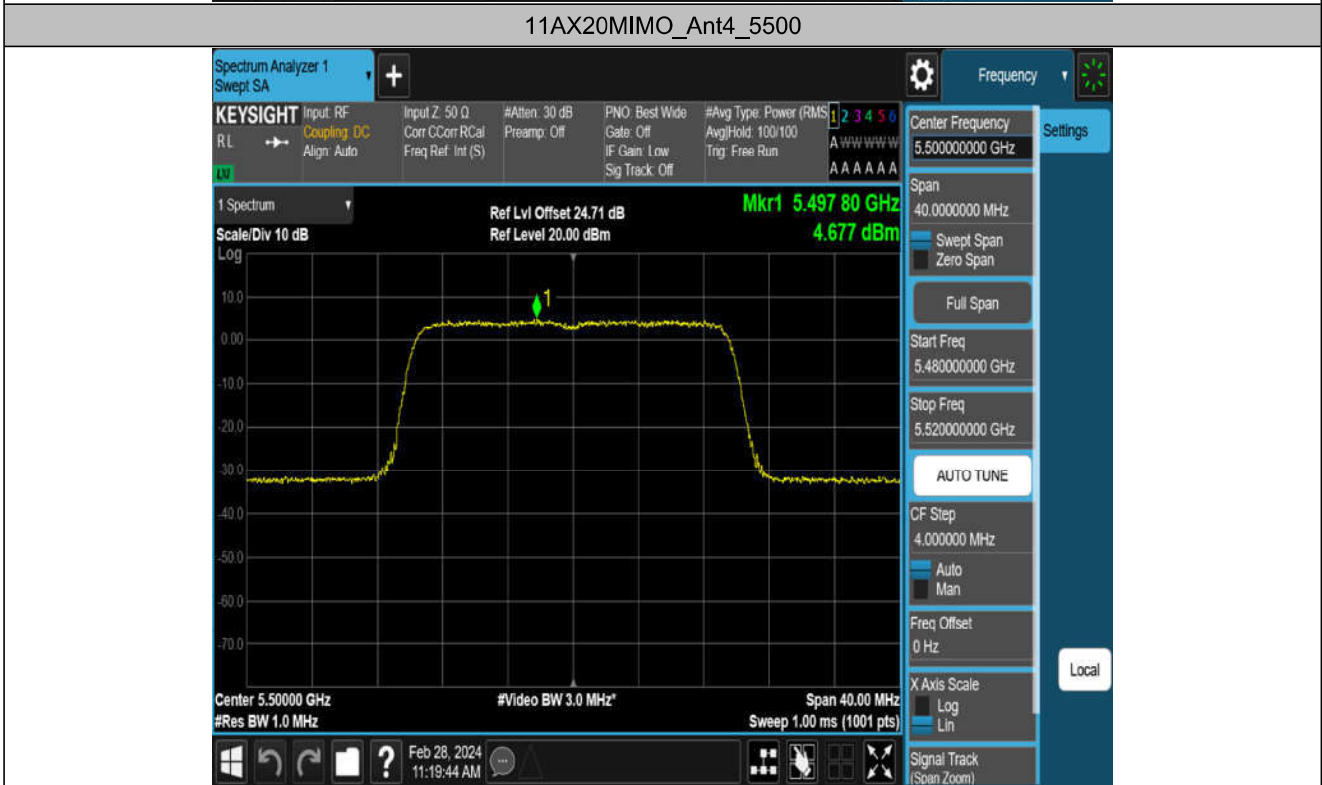 11AX20MIMO_Ant4_5500
Spectrum Analyzer 1
Swept SA
+
Frequency
KEYSIGHT
RL
LXI
Input: RF
Coupling: DC
Align: Auto
Input Z: 50 Ω
Corr CCorr RCal
Freq Ref: Int (S)
#Atten: 30 dB
Preamp: Off
PNO: Best Wide
Gate: Off
IF Gain: Low
Sig Track: Off
#Avg Type: Power (RMS
Avg|Hold: 100/100
Trig: Free Run
1 2 3 4 5 6
A W W W W W
A A A A A A
1 Spectrum
Scale/Div 10 dB
Log
Ref Lvl Offset 24.71 dB
Ref Level 20.00 dBm
Mkr1 5.497 80 GHz
4.677 dBm
1
10.0
0.00
-10.0
-20.0
-30.0
-40.0
-50.0
-60.0
-70.0
Center 5.50000 GHz
#Res BW 1.0 MHz
#Video BW 3.0 MHz*
Span 40.00 MHz
Sweep 1.00 ms (1001 pts)
?
Feb 28, 2024
11:19:44 AM
Center Frequency
5.500000000 GHz
Settings
Span
40.0000000 MHz
Swept Span
Zero Span
Full Span
Start Freq
5.480000000 GHz
Stop Freq
5.520000000 GHz
AUTO TUNE
CF Step
4.000000 MHz
Auto
Man
Freq Offset
0 Hz
X Axis Scale
Log
Lin
Local
Signal Track
(Span Zoom)